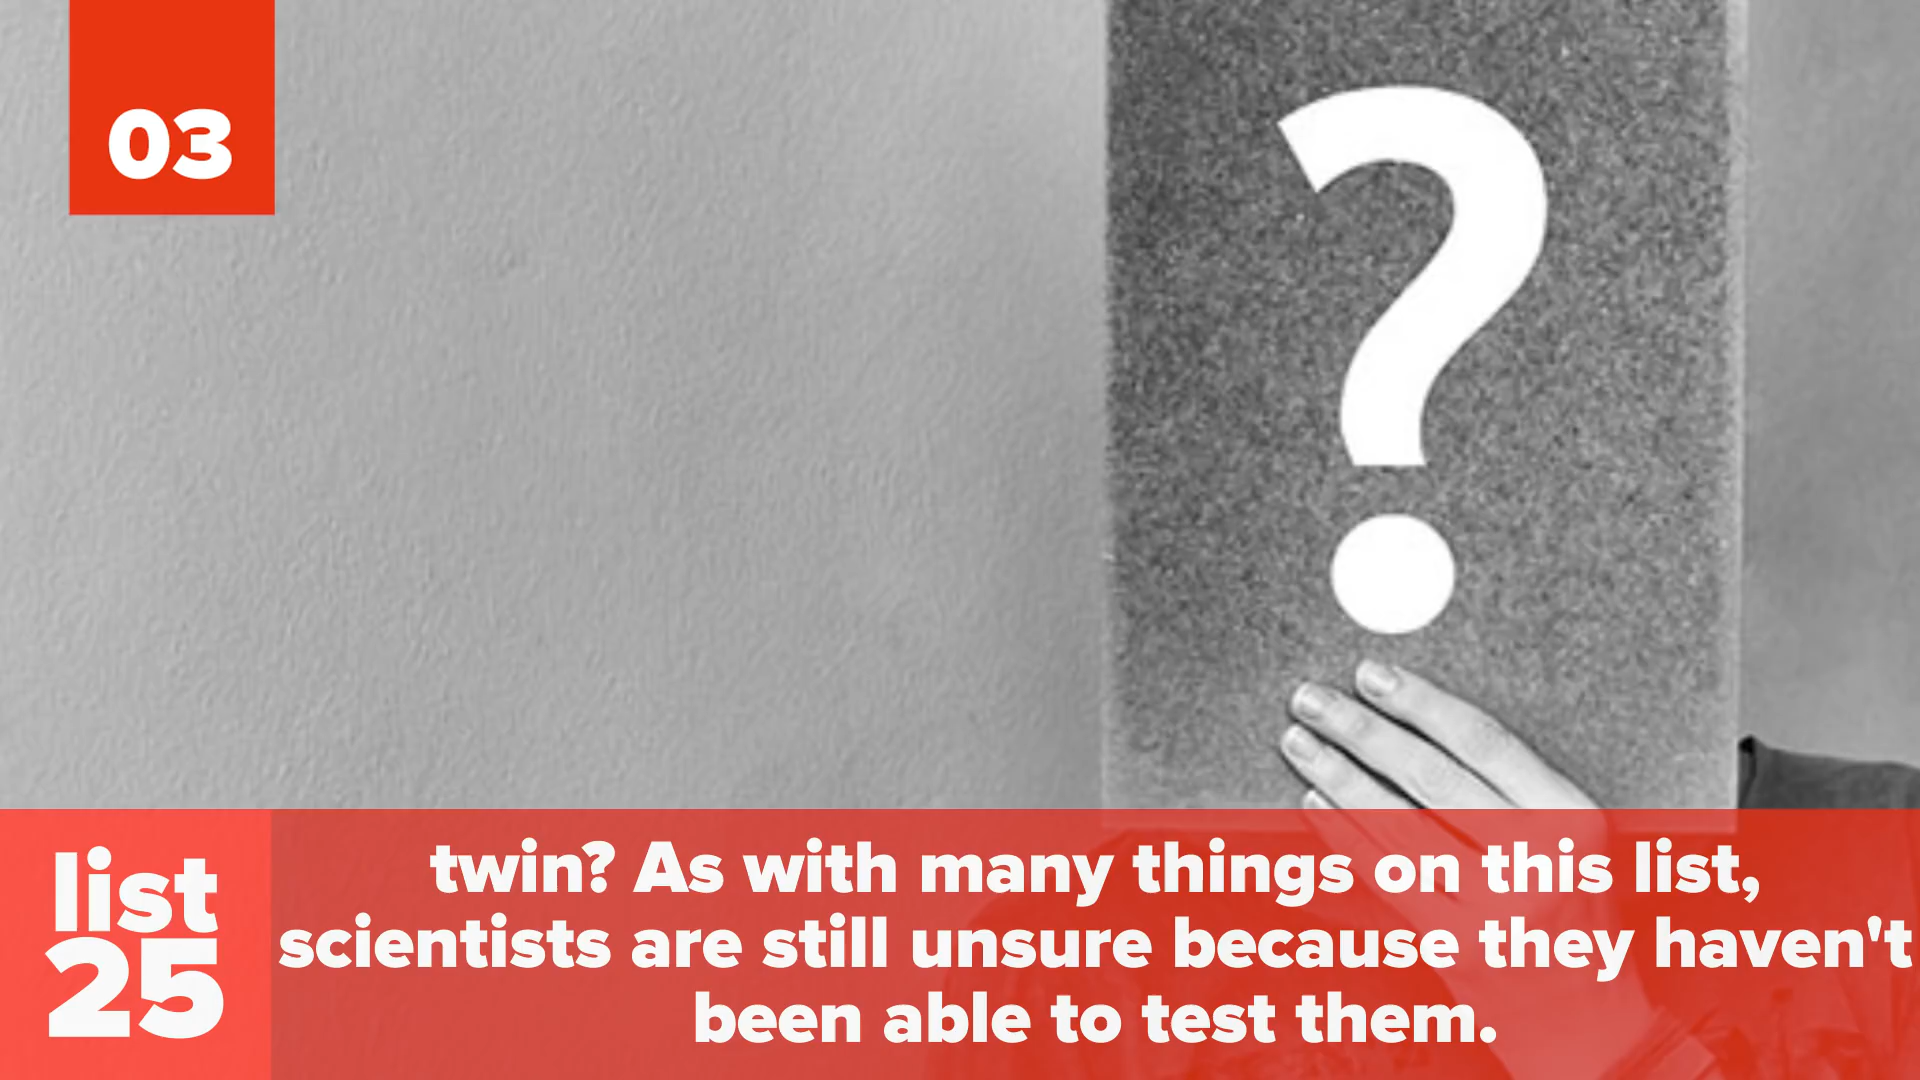 03
?
list
25
twin? As with many things on this list,
scientists are still unsure because they haven't
been able to test them.